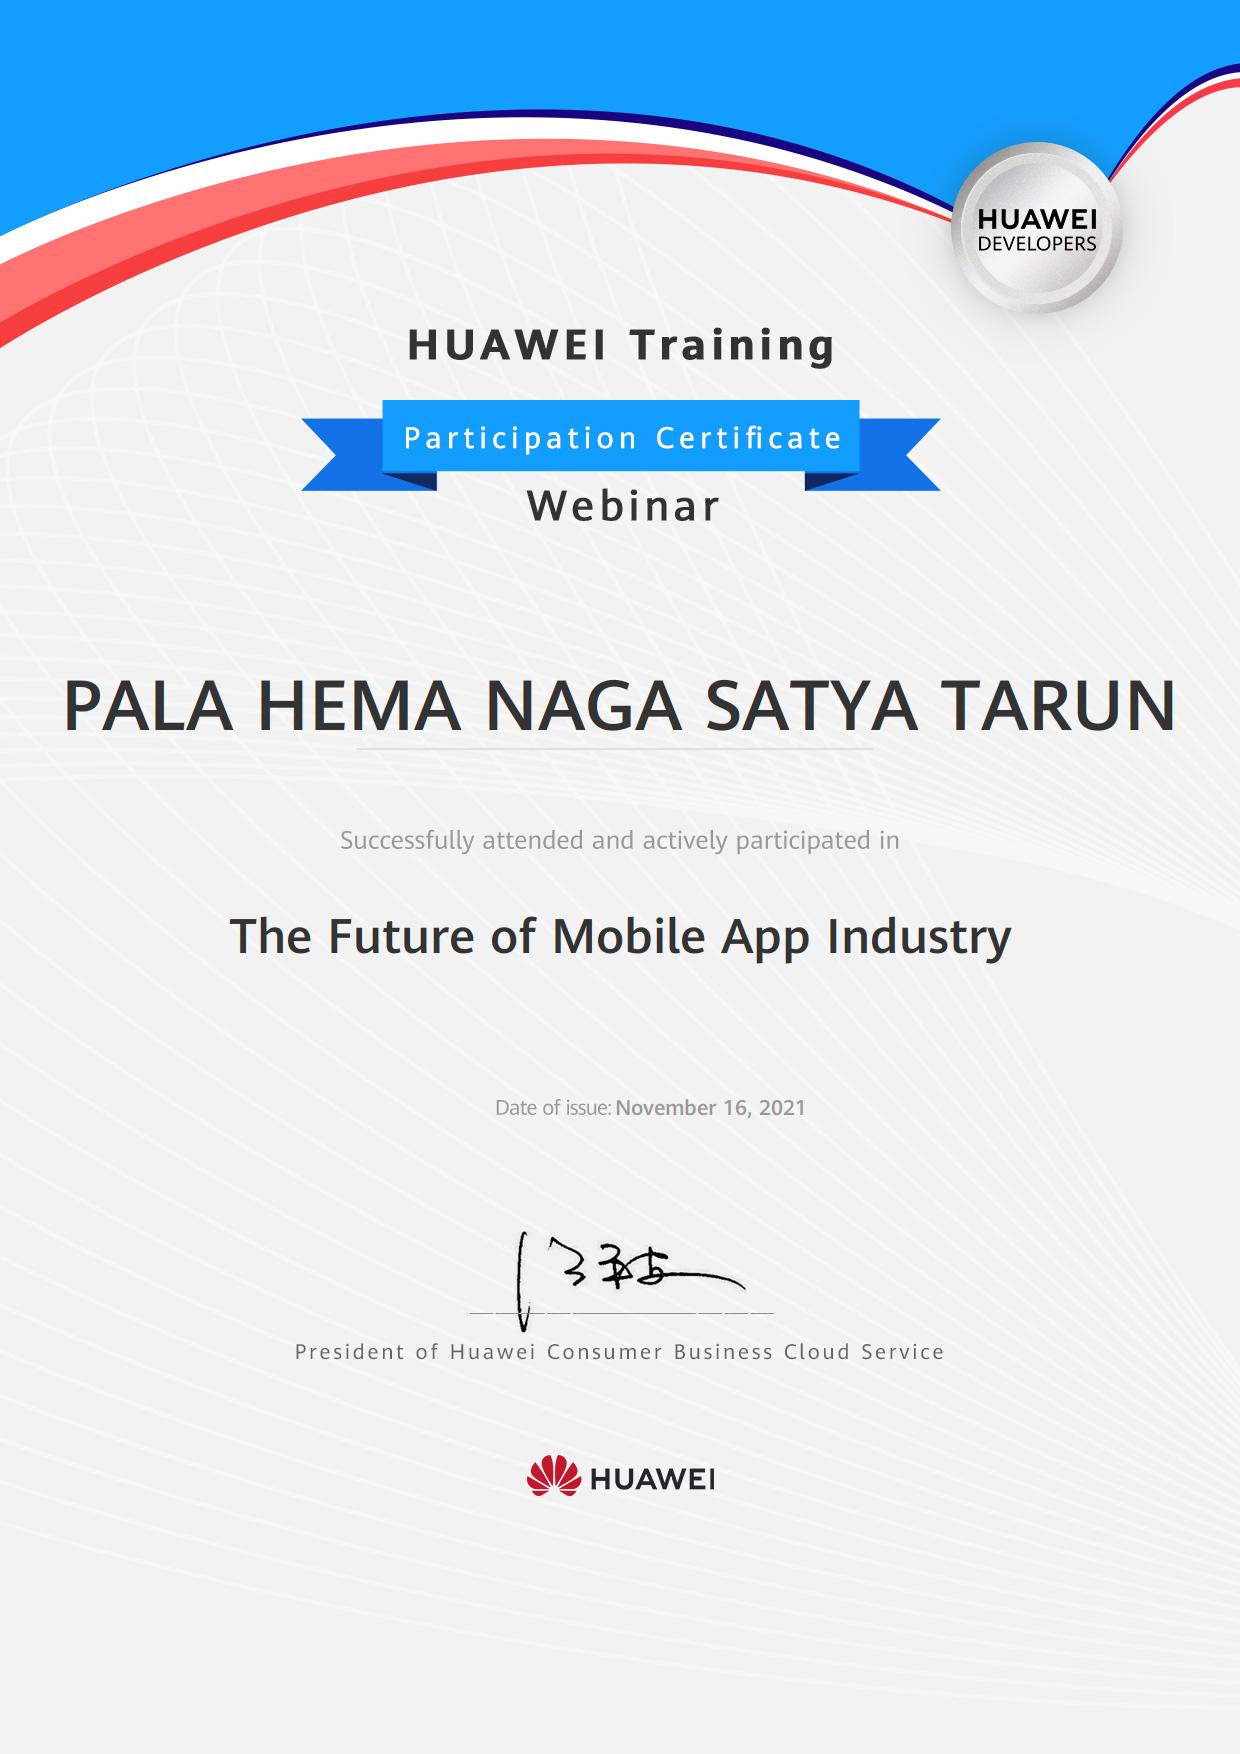 HUAWEI
DEVELOPERS
HUAWEI Training
Participation Certificate
Webinar
PALA HEMA NAGA SATYA TARUN
Successfully attended and actively participated in
The Future of Mobile App Industry
Date of issue: November 16, 2021
President of Huawei Consumer Business Cloud Service
HUAWEI